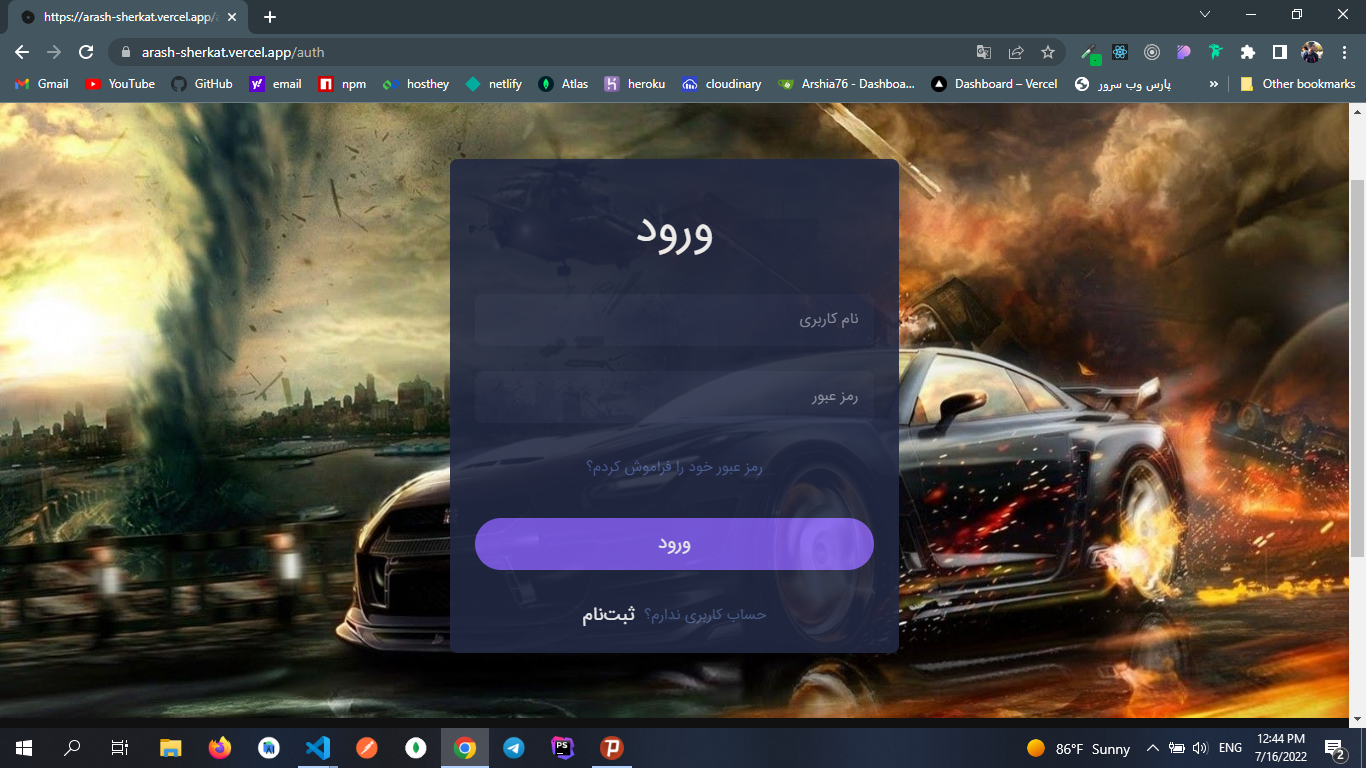 https://arash-sherkat.vercel.app/a
arash-sherkat.vercel.app/auth
Gmail YouTube GitHub email npm hosthey netlify Atlas heroku cloudinary Arshia76 - Dashboa... Dashboard – Vercel پارس وب سرور » Other bookmarks
ورود
نام کاربری
رمز عبور
رمز عبور خود را فراموش کردم؟
ورود
حساب کاربری ندارم؟ ثبت‌نام
86°F Sunny ENG 12:44 PM
7/16/2022 2